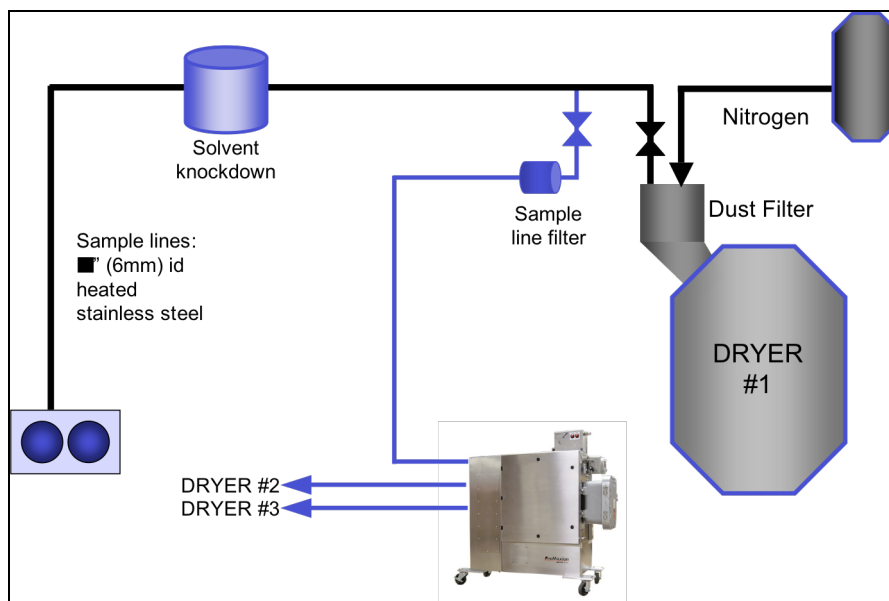 Nitrogen
Solvent
knockdown
Dust Filter
Sample
line filter
Sample lines:
■” (6mm) id
heated
stainless steel
DRYER
#1
DRYER #2
DRYER #3